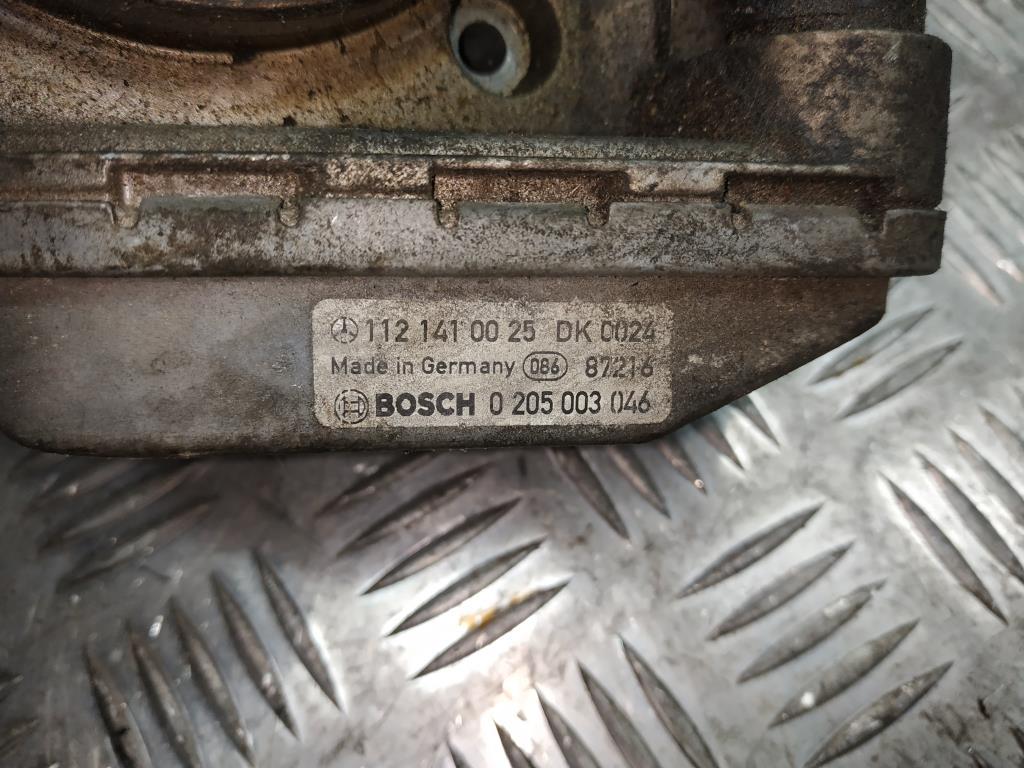 112 141 00 25 DK 0024
Made in Germany 086 87216
BOSCH 0 205 003 046